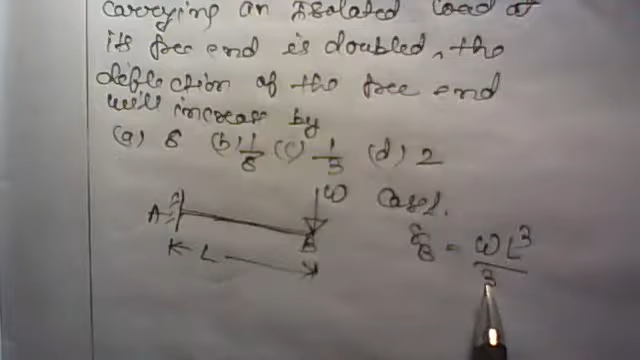 carrying an isolated load at
its free end is doubled, the
deflection of the free end
will increase by
(a) 8 (b) 1/8 (c) 1/3 (d) 2
A W B
L
Case 1.
δB = WL³/3